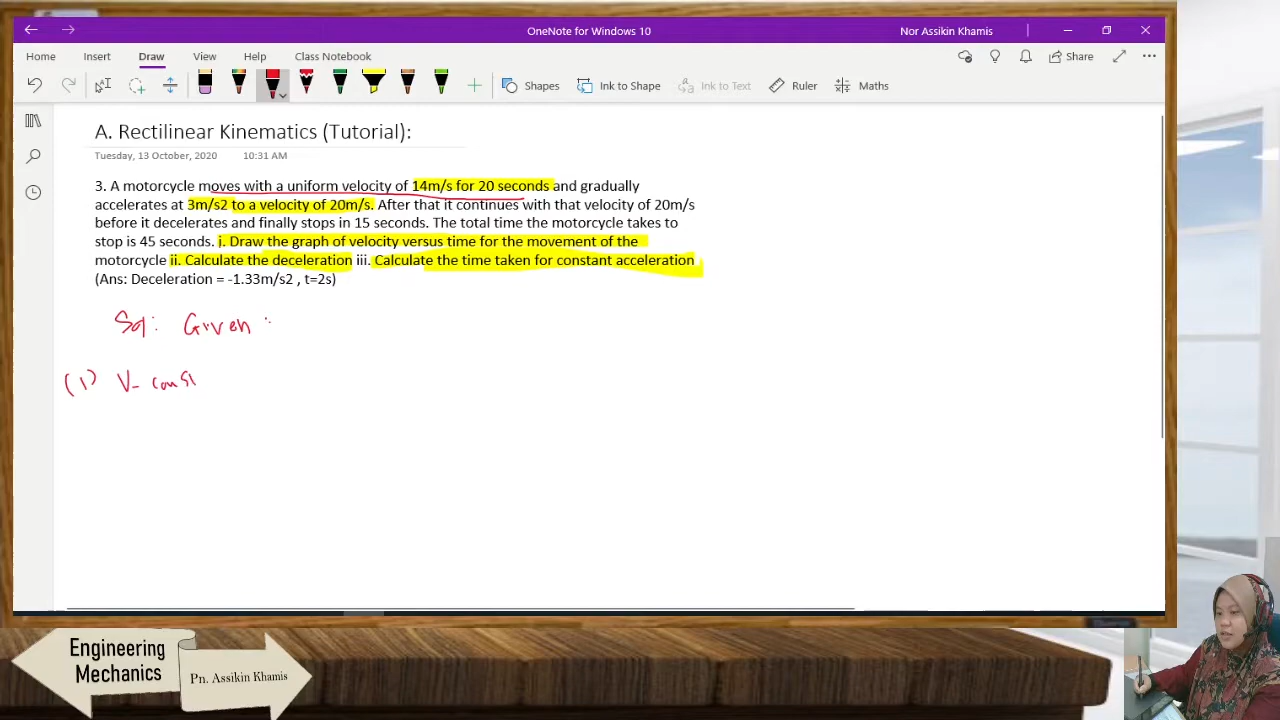 OneNote for Windows 10
Nor Assikin Khamis
Home Insert Draw View Help Class Notebook
Share
Shapes Ink to Shape Ink to Text Ruler Maths
A. Rectilinear Kinematics (Tutorial):
Tuesday, 13 October, 2020 10:31 AM
3. A motorcycle moves with a uniform velocity of 14m/s for 20 seconds and gradually
accelerates at 3m/s2 to a velocity of 20m/s. After that it continues with that velocity of 20m/s
before it decelerates and finally stops in 15 seconds. The total time the motorcycle takes to
stop is 45 seconds. i. Draw the graph of velocity versus time for the movement of the
motorcycle ii. Calculate the deceleration iii. Calculate the time taken for constant acceleration
(Ans: Deceleration = -1.33m/s2 , t=2s)
Given :
(1) V- cons
Engineering
Mechanics
Pn. Assikin Khamis